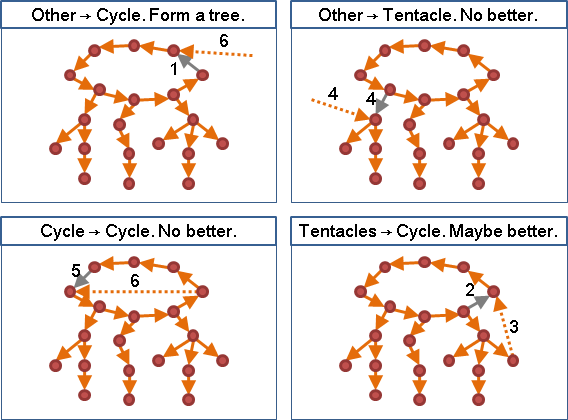 Other → Cycle. Form a tree.
6
1
Other → Tentacle. No better.
4
4
Cycle → Cycle. No better.
5
6
Tentacles → Cycle. Maybe better.
2
3